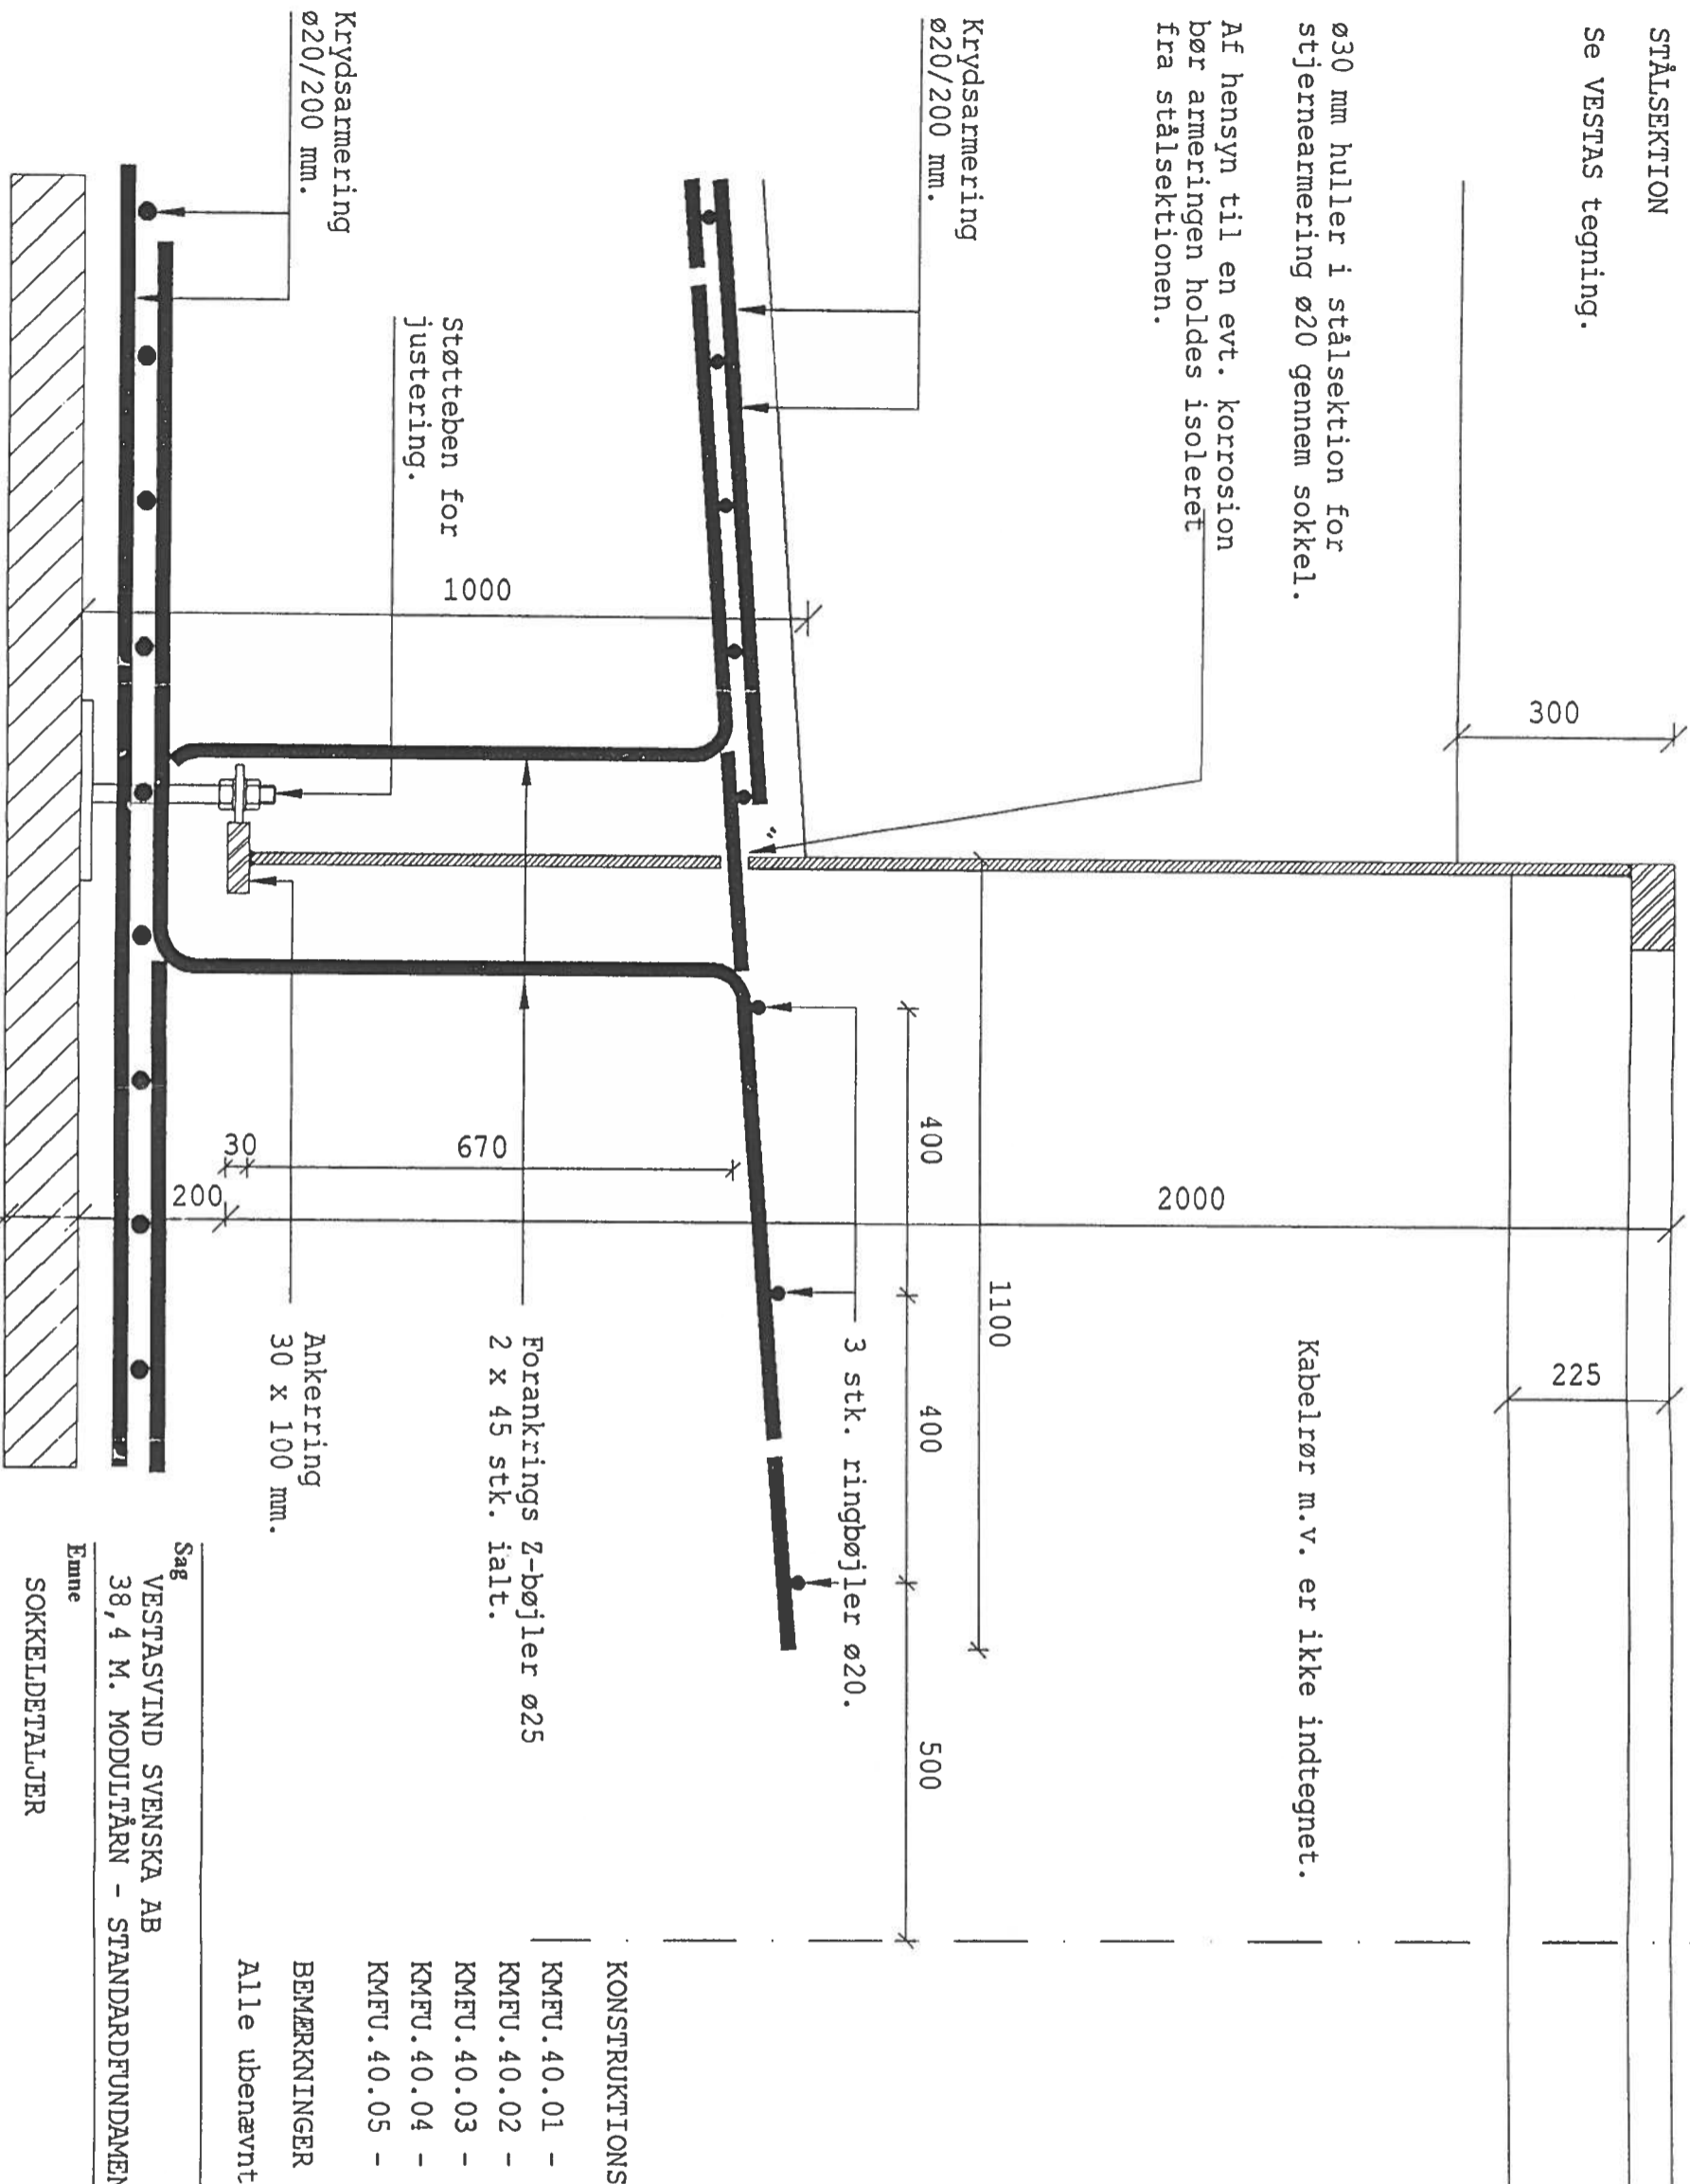 STÅLSEKTION
Se VESTAS tegning.
ø30 mm huller i stålsektion for
stjernearmering ø20 gennem sokkel.
Af hensyn til en evt. korrosion
bør armeringen holdes isoleret
fra stålsektionen.
Krydsarmering
ø20/200 mm.
Krydsarmering
ø20/200 mm.
Støtteben for
justering.
1000
300
225
2000
Kabelrør m.v. er ikke indtegnet.
1100
400
400
500
3 stk. ringbøjler ø20.
670
30
200
Forankrings Z-bøjler ø25
2 x 45 stk. ialt.
Ankerring
30 x 100 mm.
KONSTRUKTIONS
KMFU.40.01 -
KMFU.40.02 -
KMFU.40.03 -
KMFU.40.04 -
KMFU.40.05 -
BEMÆRKNINGER
Alle ubenævnt
Sag
VESTASVIND SVENSKA AB
38,4 M. MODULTÅRN - STANDARDFUNDAMEN
Emne
SOKKELDETALJER